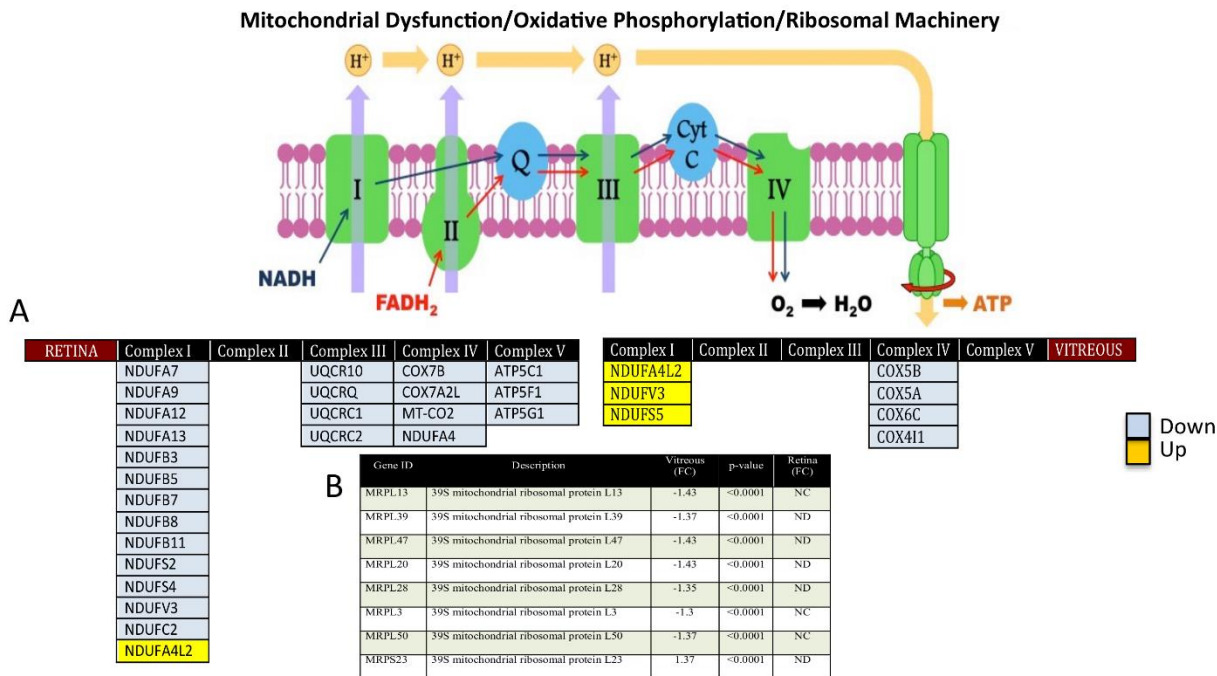 Mitochondrial Dysfunction/Oxidative Phosphorylation/Ribosomal Machinery
H⁺ H⁺ H⁺
I II Q III Cyt C IV
NADH
FADH₂
O₂ → H₂O
→ ATP
A
RETINA Complex I Complex II Complex III Complex IV Complex V
NDUFA7 UQCR10 COX7B ATP5C1
NDUFA9 UQCRQ COX7A2L ATP5F1
NDUFA12 UQCRC1 MT-CO2 ATP5G1
NDUFA13 UQCRC2 NDUFA4
NDUFB3
NDUFB5
NDUFB7
NDUFB8
NDUFB11
NDUFS2
NDUFS4
NDUFV3
NDUFC2
NDUFA4L2
Complex I Complex II Complex III Complex IV Complex V VITREOUS
NDUFA4L2 COX5B
NDUFV3 COX5A
NDUFS5 COX6C
COX4I1
Down
Up
B
Gene ID Description Vitreous (FC) p-value Retina (FC)
MRPL13 39S mitochondrial ribosomal protein L13 -1.43 <0.0001 NC
MRPL39 39S mitochondrial ribosomal protein L39 -1.37 <0.0001 ND
MRPL47 39S mitochondrial ribosomal protein L47 -1.43 <0.0001 ND
MRPL20 39S mitochondrial ribosomal protein L20 -1.43 <0.0001 ND
MRPL28 39S mitochondrial ribosomal protein L28 -1.35 <0.0001 ND
MRPL3 39S mitochondrial ribosomal protein L3 -1.3 <0.0001 NC
MRPL50 39S mitochondrial ribosomal protein L50 -1.37 <0.0001 NC
MRPS23 39S mitochondrial ribosomal protein L23 1.37 <0.0001 ND